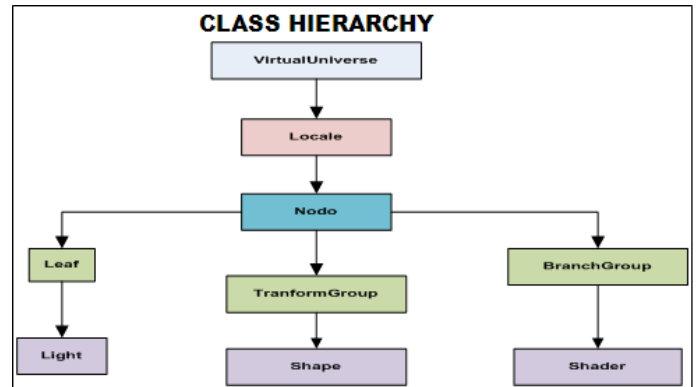 CLASS HIERARCHY
VirtualUniverse
Locale
Nodo
Leaf
TranformGroup
BranchGroup
Light
Shape
Shader